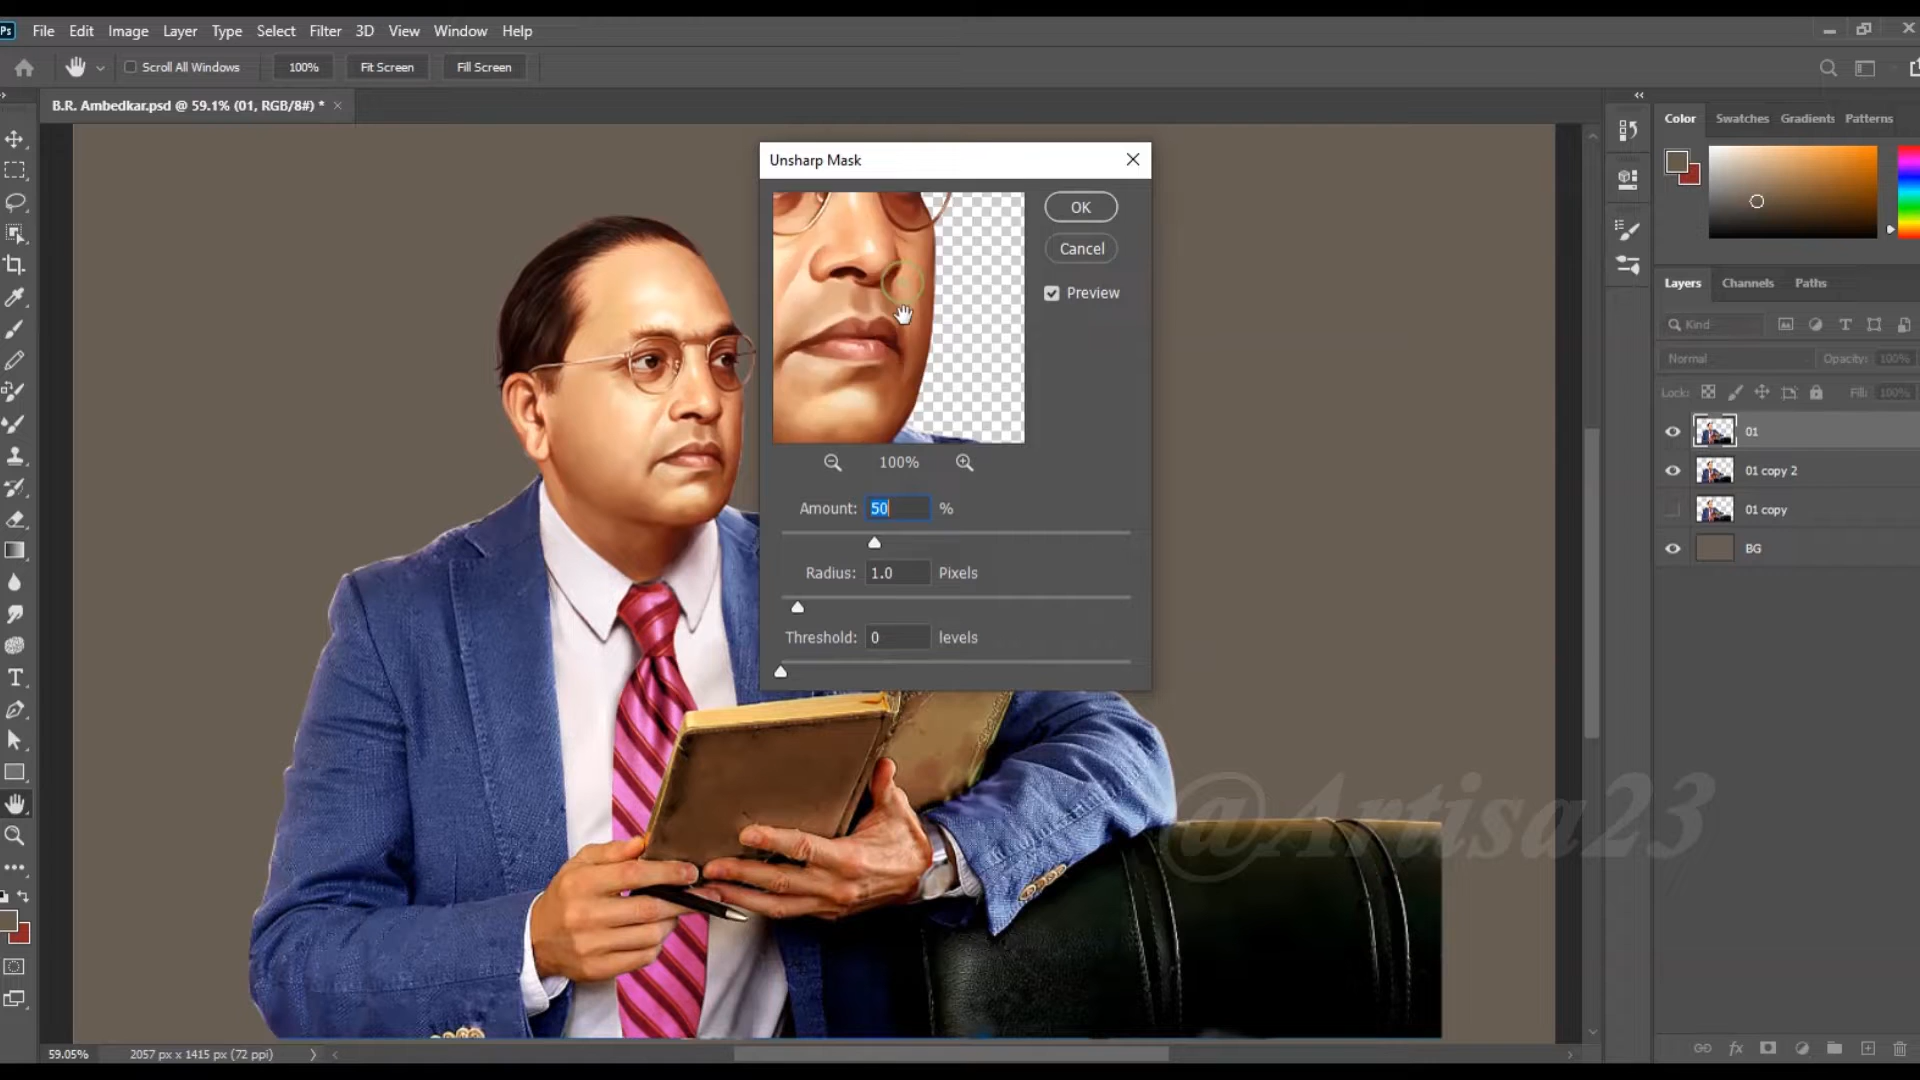 Ps File Edit Image Layer Type Select Filter 3D View Window Help
Scroll All Windows 100% Fit Screen Fill Screen
B.R. Ambedkar.psd @ 59.1% (01, RGB/8#) *
Color Swatches Gradients Patterns
Unsharp Mask
OK
Cancel
Preview
100%
Amount: 50 %
Radius: 1.0 Pixels
Threshold: 0 levels
Layers Channels Paths
Kind
Normal Opacity: 100%
Lock: Fill: 100%
01
01 copy 2
01 copy
BG
@Artisa23
59.05% 2057 px x 1415 px (72 ppi)